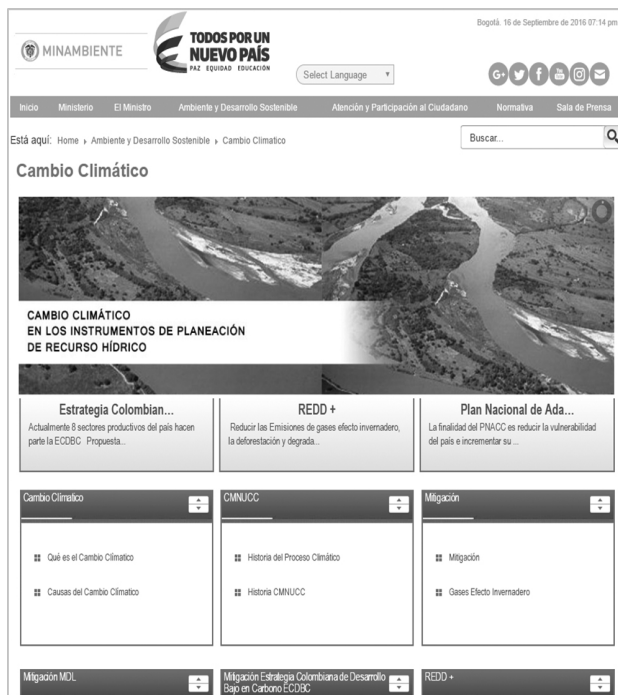 Bogotá. 16 de Septiembre de 2016 07:14 pm
MINAMBIENTE
TODOS POR UN
NUEVO PAÍS
PAZ EQUIDAD EDUCACIÓN
Select Language
Inicio Ministerio El Ministro Ambiente y Desarrollo Sostenible Atención y Participación al Ciudadano Normativa Sala de Prensa
Está aquí: Home Ambiente y Desarrollo Sostenible Cambio Climatico
Buscar...
Cambio Climático
CAMBIO CLIMÁTICO
EN LOS INSTRUMENTOS DE PLANEACIÓN
DE RECURSO HÍDRICO
Estrategia Colombian...
Actualmente 8 sectores productivos del país hacen
parte la ECDBC Propuesta...
REDD +
Reducir las Emisiones de gases efecto invernadero,
la deforestación y degrada...
Plan Nacional de Ada...
La finalidad del PNACC es reducir la vulnerabilidad
del país e incrementar su ...
Cambio Clímatico
Qué es el Cambio Clímatico
Causas del Cambio Clímatico
CMNUCC
Historia del Proceso Climático
Historia CMNUCC
Mitigación
Mitigación
Gases Efecto Invernadero
Mitigación MDL
Mitigación Estrategia Colombiana de Desarrollo
Bajo en Carbono ECDBC
REDD +